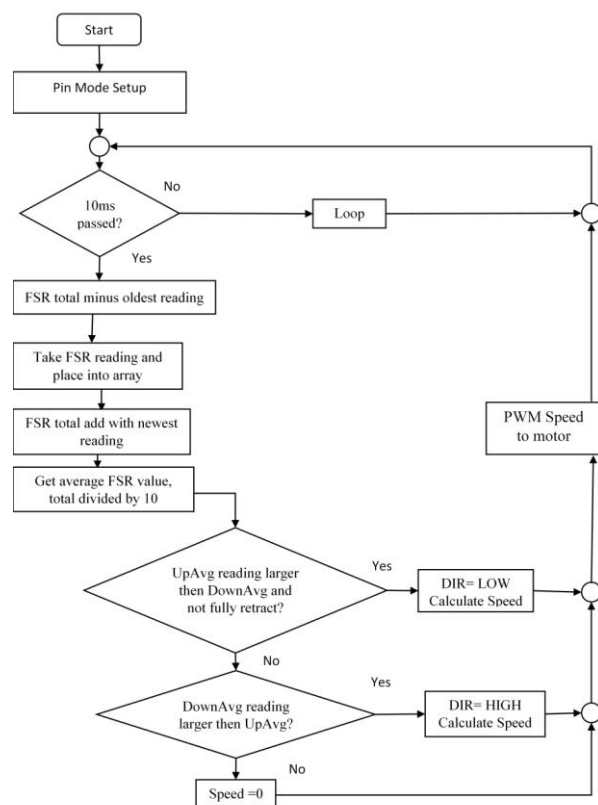 Start
Pin Mode Setup
No
10ms
passed?
Loop
Yes
FSR total minus oldest reading
Take FSR reading and
place into array
FSR total add with newest
reading
PWM Speed
to motor
Get average FSR value,
total divided by 10
UpAvg reading larger
then DownAvg and
not fully retract?
Yes
DIR= LOW
Calculate Speed
No
DownAvg reading
larger then UpAvg?
Yes
DIR= HIGH
Calculate Speed
No
Speed =0